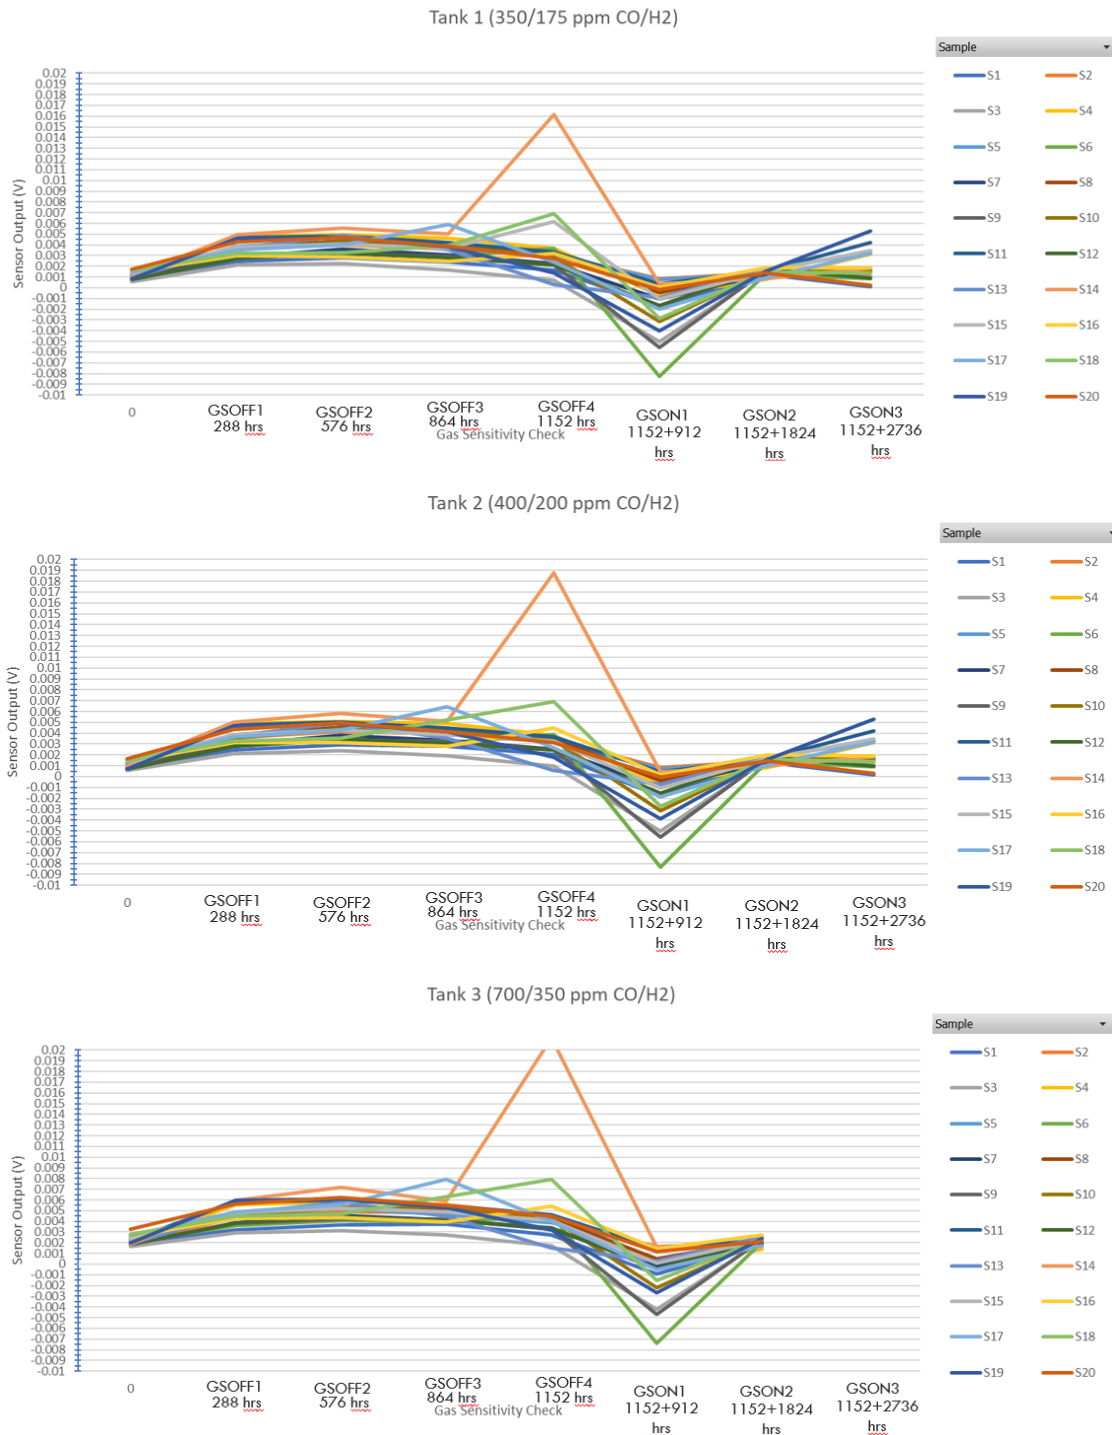 Tank 1 (350/175 ppm CO/H2)
Sample
S1 S2
S3 S4
S5 S6
S7 S8
S9 S10
S11 S12
S13 S14
S15 S16
S17 S18
S19 S20
Sensor Output (V)
0.02
0.019
0.018
0.017
0.016
0.015
0.014
0.013
0.012
0.011
0.01
0.009
0.008
0.007
0.006
0.005
0.004
0.003
0.002
0.001
0
-0.001
-0.002
-0.003
-0.004
-0.005
-0.006
-0.007
-0.008
-0.009
-0.01
0 GSOFF1 GSOFF2 GSOFF3 GSOFF4 GSON1 GSON2 GSON3
288 hrs 576 hrs 864 hrs 1152 hrs 1152+912 1152+1824 1152+2736
hrs hrs hrs
Gas Sensitivity Check
Tank 2 (400/200 ppm CO/H2)
Sample
S1 S2
S3 S4
S5 S6
S7 S8
S9 S10
S11 S12
S13 S14
S15 S16
S17 S18
S19 S20
Sensor Output (V)
0.02
0.019
0.018
0.017
0.016
0.015
0.014
0.013
0.012
0.011
0.01
0.009
0.008
0.007
0.006
0.005
0.004
0.003
0.002
0.001
0
-0.001
-0.002
-0.003
-0.004
-0.005
-0.006
-0.007
-0.008
-0.009
-0.01
0 GSOFF1 GSOFF2 GSOFF3 GSOFF4 GSON1 GSON2 GSON3
288 hrs 576 hrs 864 hrs 1152 hrs 1152+912 1152+1824 1152+2736
hrs hrs hrs
Gas Sensitivity Check
Tank 3 (700/350 ppm CO/H2)
Sample
S1 S2
S3 S4
S5 S6
S7 S8
S9 S10
S11 S12
S13 S14
S15 S16
S17 S18
S19 S20
Sensor Output (V)
0.02
0.019
0.018
0.017
0.016
0.015
0.014
0.013
0.012
0.011
0.01
0.009
0.008
0.007
0.006
0.005
0.004
0.003
0.002
0.001
0
-0.001
-0.002
-0.003
-0.004
-0.005
-0.006
-0.007
-0.008
-0.009
-0.01
0 GSOFF1 GSOFF2 GSOFF3 GSOFF4 GSON1 GSON2 GSON3
288 hrs 576 hrs 864 hrs 1152 hrs 1152+912 1152+1824 1152+2736
hrs hrs hrs
Gas Sensitivity Check